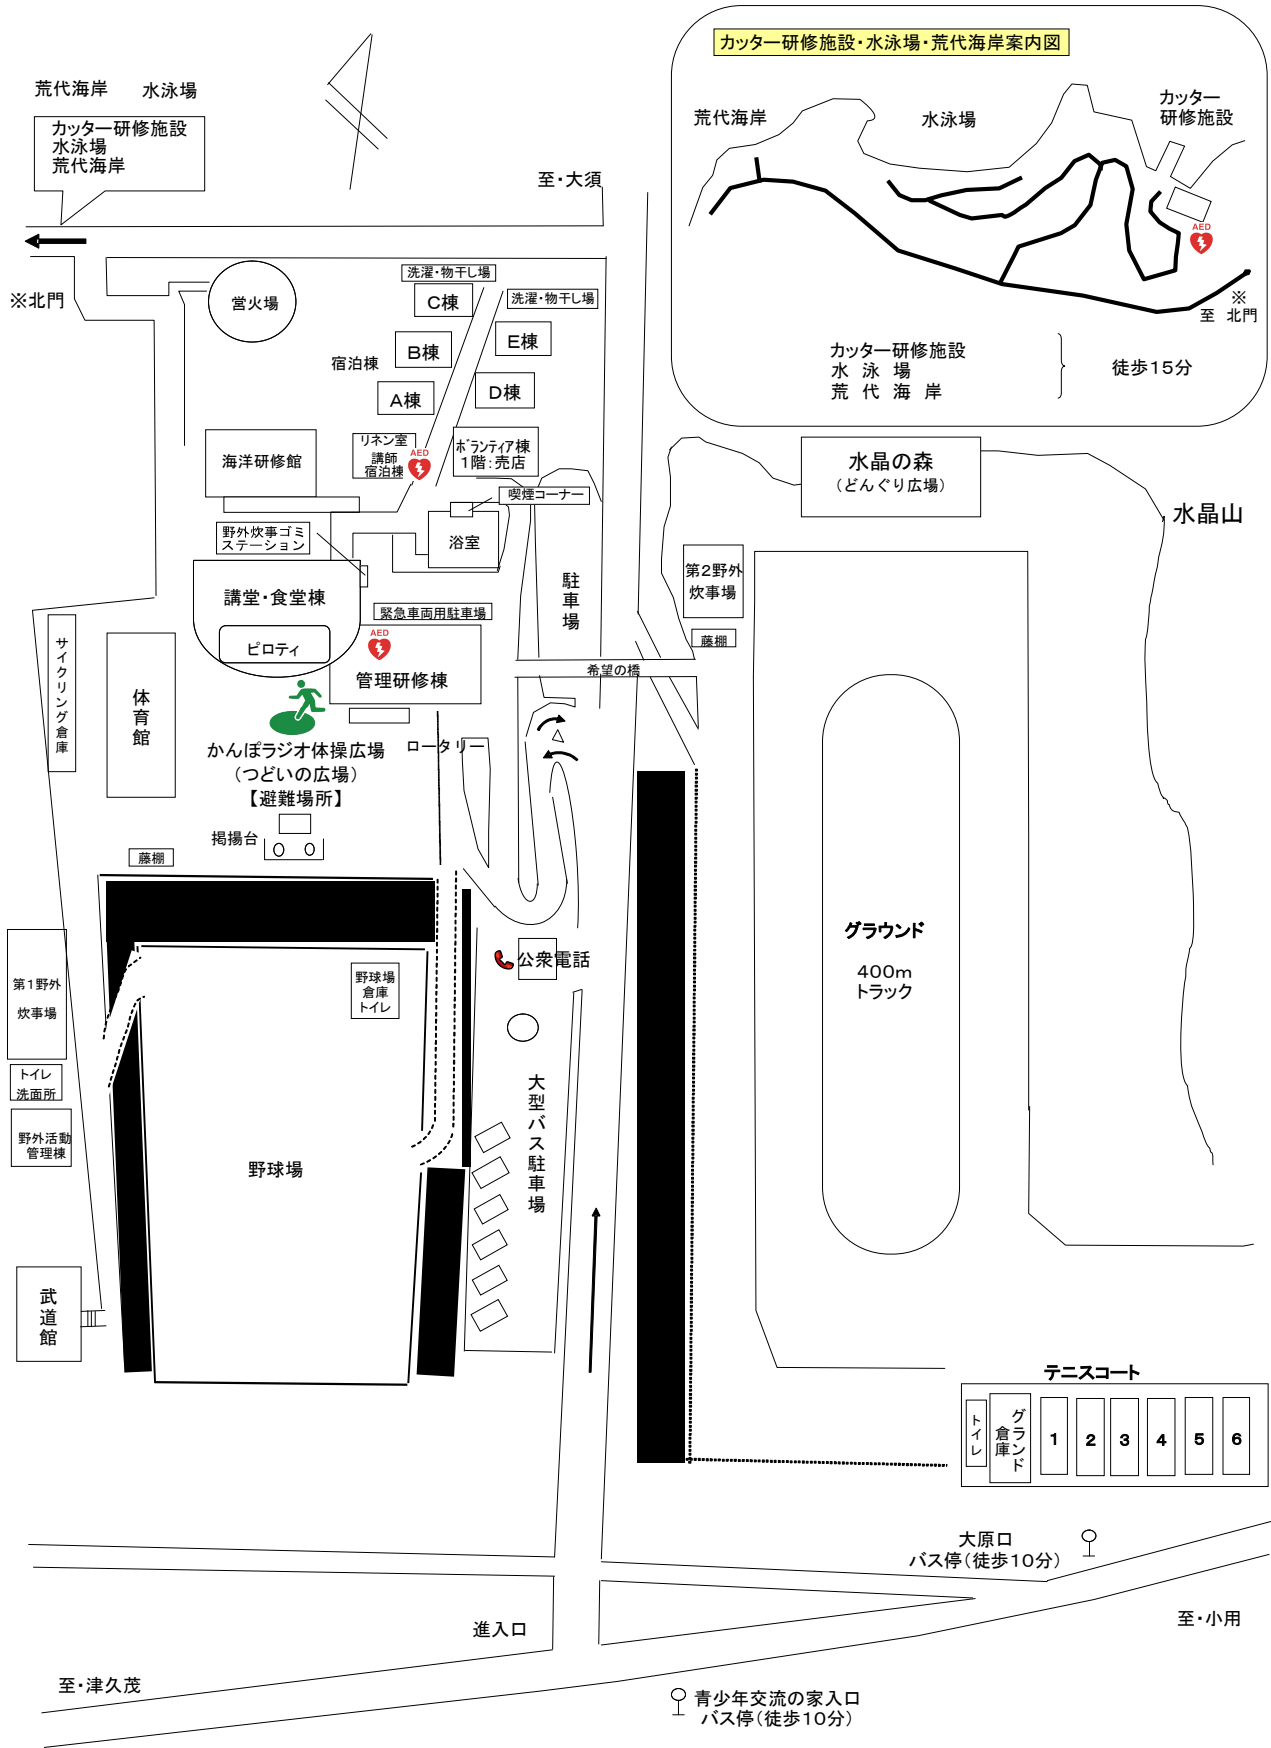 カッター研修施設・水泳場・荒代海岸案内図
荒代海岸
水泳場
カッター
研修施設
AED
※
至 北門
カッター研修施設
水 泳 場
荒 代 海 岸
徒歩15分
荒代海岸 水泳場
カッター研修施設
水泳場
荒代海岸
至・大須
※北門
営火場
洗濯・物干し場
C棟
洗濯・物干し場
E棟
B棟
宿泊棟
A棟
D棟
リネン室
講師
宿泊棟
AED
ボランティア棟
1階:売店
海洋研修館
喫煙コーナー
野外炊事ゴミ
ステーション
浴室
水晶の森
(どんぐり広場)
水晶山
第2野外
炊事場
藤棚
駐車場
講堂・食堂棟
ピロティ
緊急車両用駐車場
AED
管理研修棟
希望の橋
サイクリング倉庫
体育館
かんぽラジオ体操広場
(つどいの広場)
【避難場所】
ロータリー
掲揚台
藤棚
グラウンド
400m
トラック
第1野外
炊事場
トイレ
洗面所
野外活動
管理棟
野球場
倉庫
トイレ
公衆電話
大型バス駐車場
野球場
武道館
テニスコート
トイレ
グランド
倉庫
1
2
3
4
5
6
大原口
バス停(徒歩10分)
進入口
至・小用
至・津久茂
青少年交流の家入口
バス停(徒歩10分)